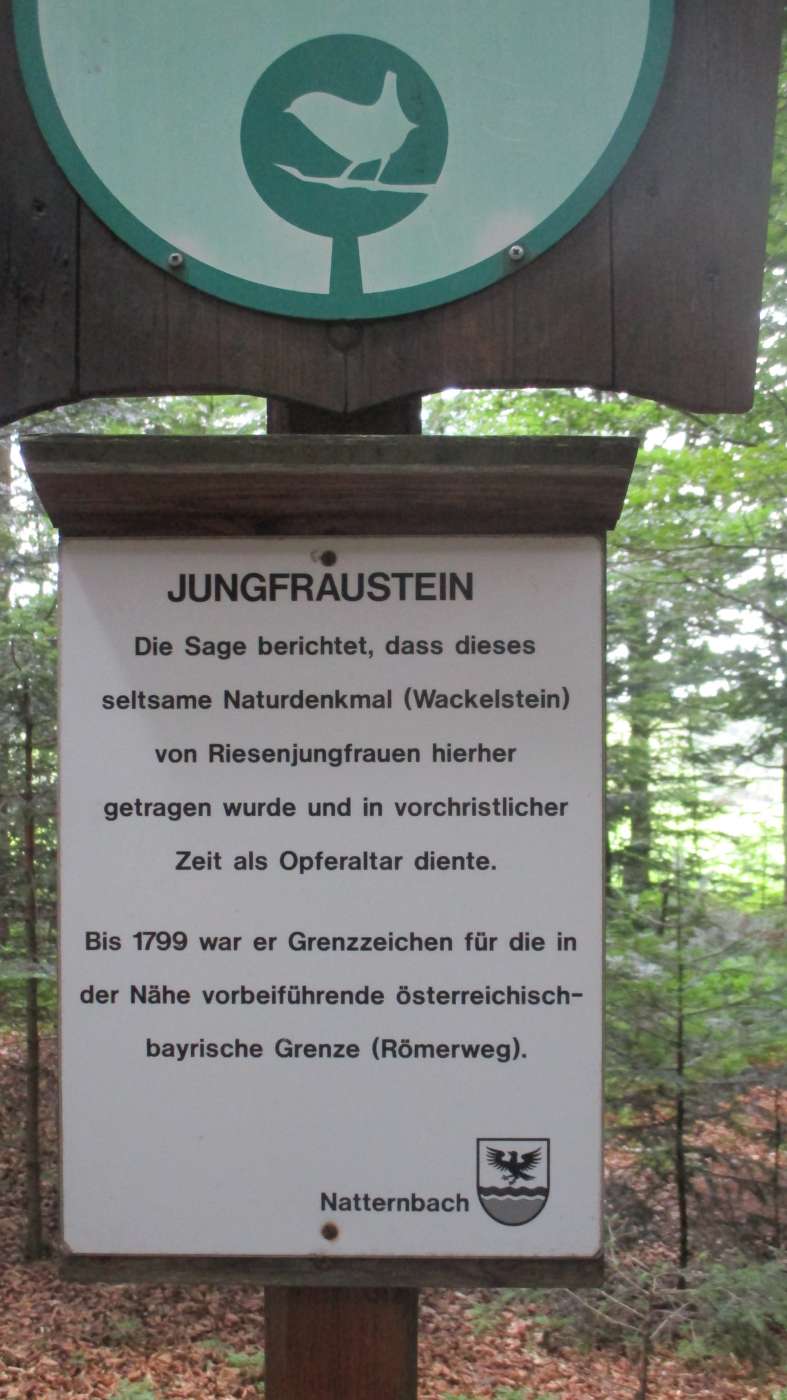 JUNGFRAUSTEIN
Die Sage berichtet, dass dieses
seltsame Naturdenkmal (Wackelstein)
von Riesenjungfrauen hierher
getragen wurde und in vorchristlicher
Zeit als Opferaltar diente.
Bis 1799 war er Grenzzeichen für die in
der Nähe vorbeiführende österreichisch-
bayrische Grenze (Römerweg).
Natternbach